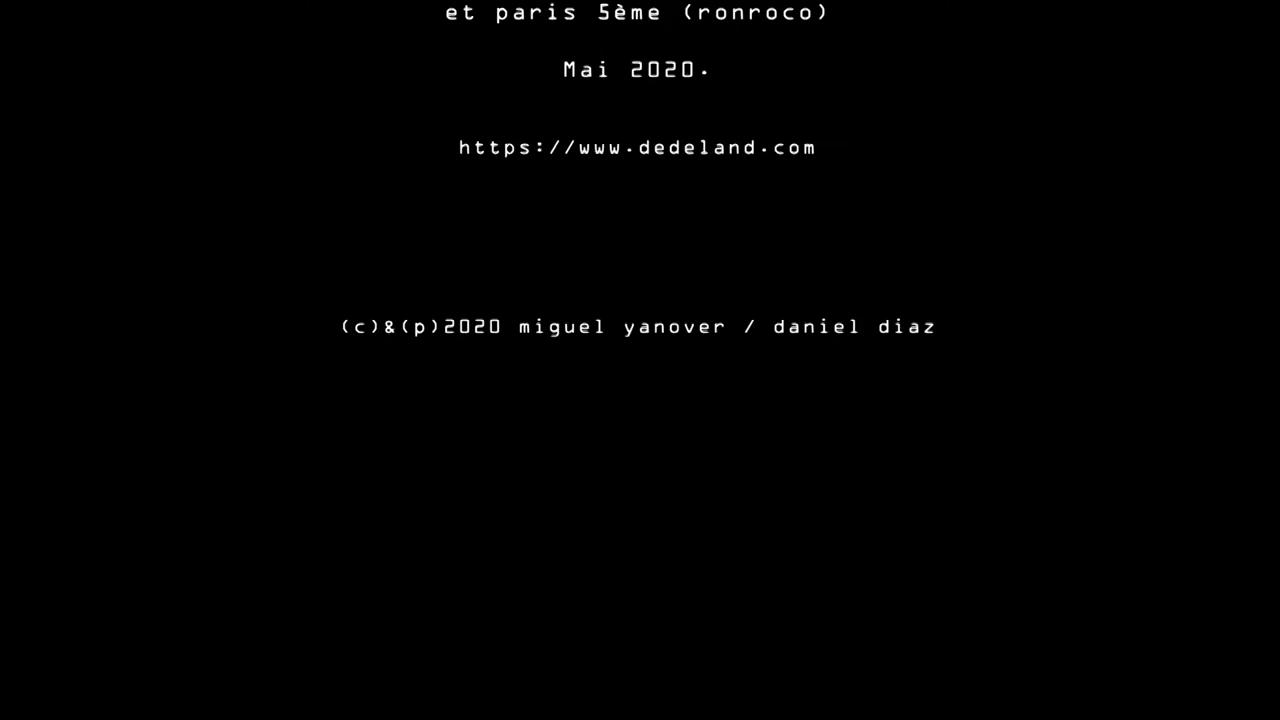 et paris 5ème (ronroco)
Mai 2020.
https://www.dedeland.com
(c)&(p)2020 miguel yanover / daniel diaz